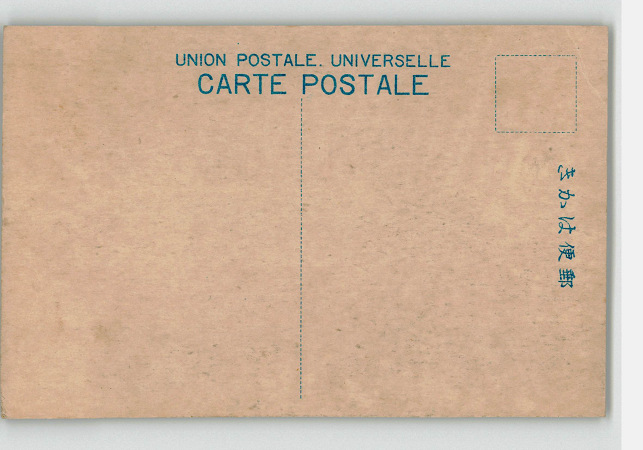 UNION POSTALE. UNIVERSELLE
CARTE POSTALE
郵便はかき